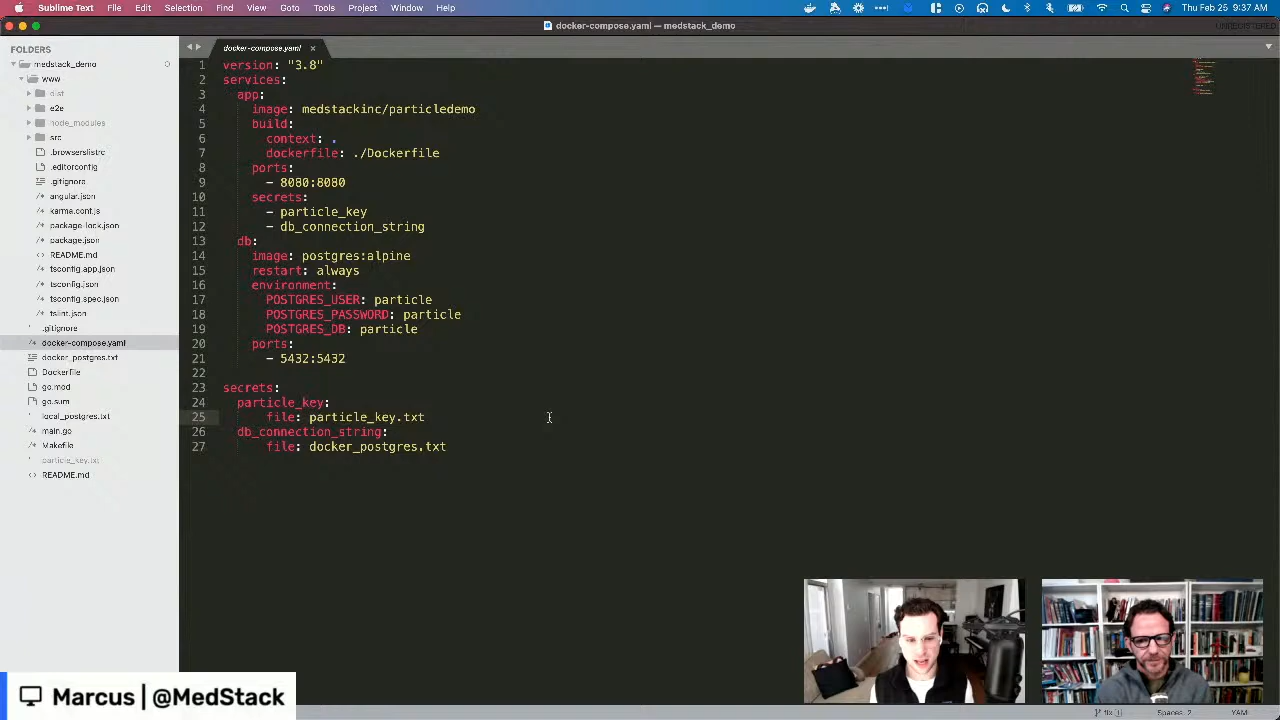 Sublime Text File Edit Selection Find View Goto Tools Project Window Help Thu Feb 25 9:37 AM
docker-compose.yaml — medstack_demo UNREGISTERED
FOLDERS
medstack_demo
www
dist
e2e
node_modules
src
.browserslistrc
.editorconfig
.gitignore
angular.json
karma.conf.js
package-lock.json
package.json
README.md
tsconfig.app.json
tsconfig.json
tsconfig.spec.json
tslint.json
.gitignore
docker-compose.yaml
docker_postgres.txt
Dockerfile
go.mod
go.sum
local_postgres.txt
main.go
Makefile
particle_key.txt
README.md
docker-compose.yaml
1 version: "3.8"
2 services:
3 app:
4 image: medstackinc/particledemo
5 build:
6 context: .
7 dockerfile: ./Dockerfile
8 ports:
9 - 8080:8080
10 secrets:
11 - particle_key
12 - db_connection_string
13 db:
14 image: postgres:alpine
15 restart: always
16 environment:
17 POSTGRES_USER: particle
18 POSTGRES_PASSWORD: particle
19 POSTGRES_DB: particle
20 ports:
21 - 5432:5432
22
23 secrets:
24 particle_key:
25 file: particle_key.txt
26 db_connection_string:
27 file: docker_postgres.txt
Marcus | @MedStack
fix 1 Spaces: 2 YAML